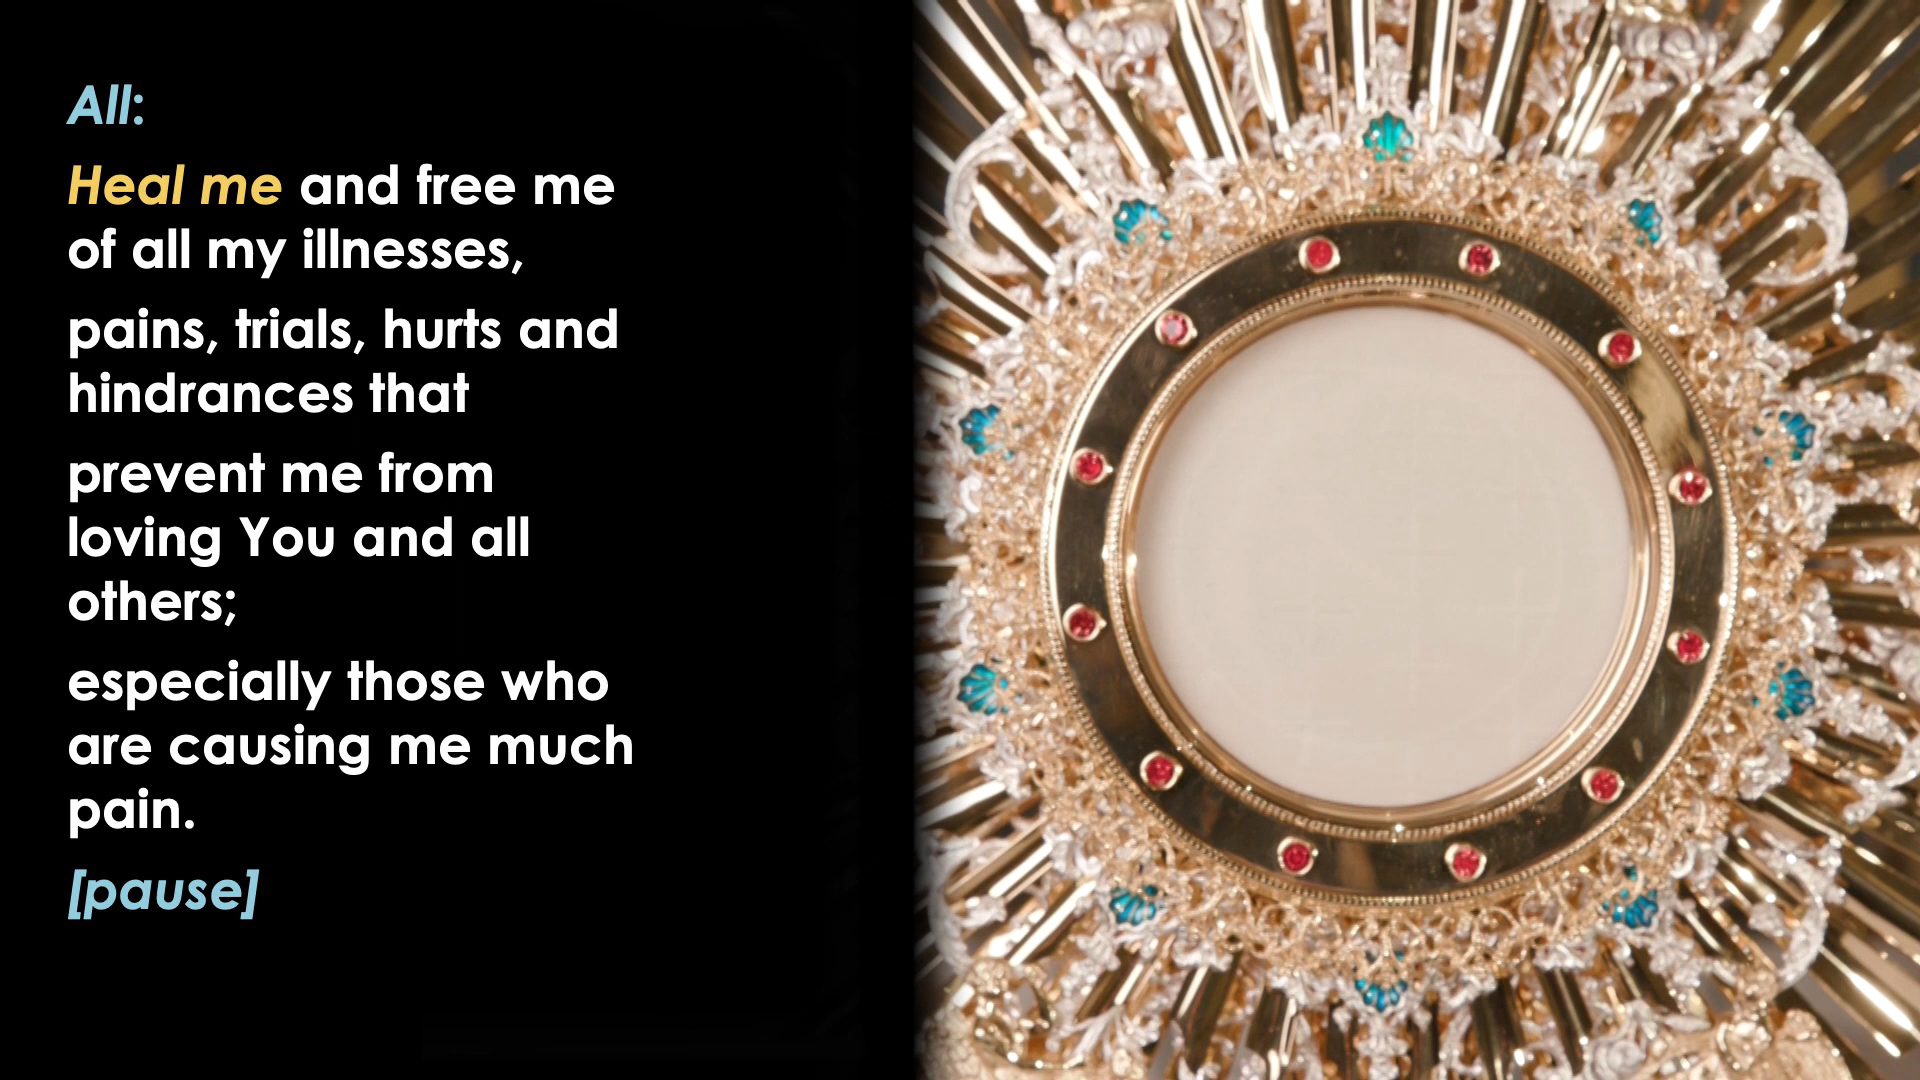 All:
Heal me and free me
of all my illnesses,
pains, trials, hurts and
hindrances that
prevent me from
loving You and all
others;
especially those who
are causing me much
pain.
[pause]